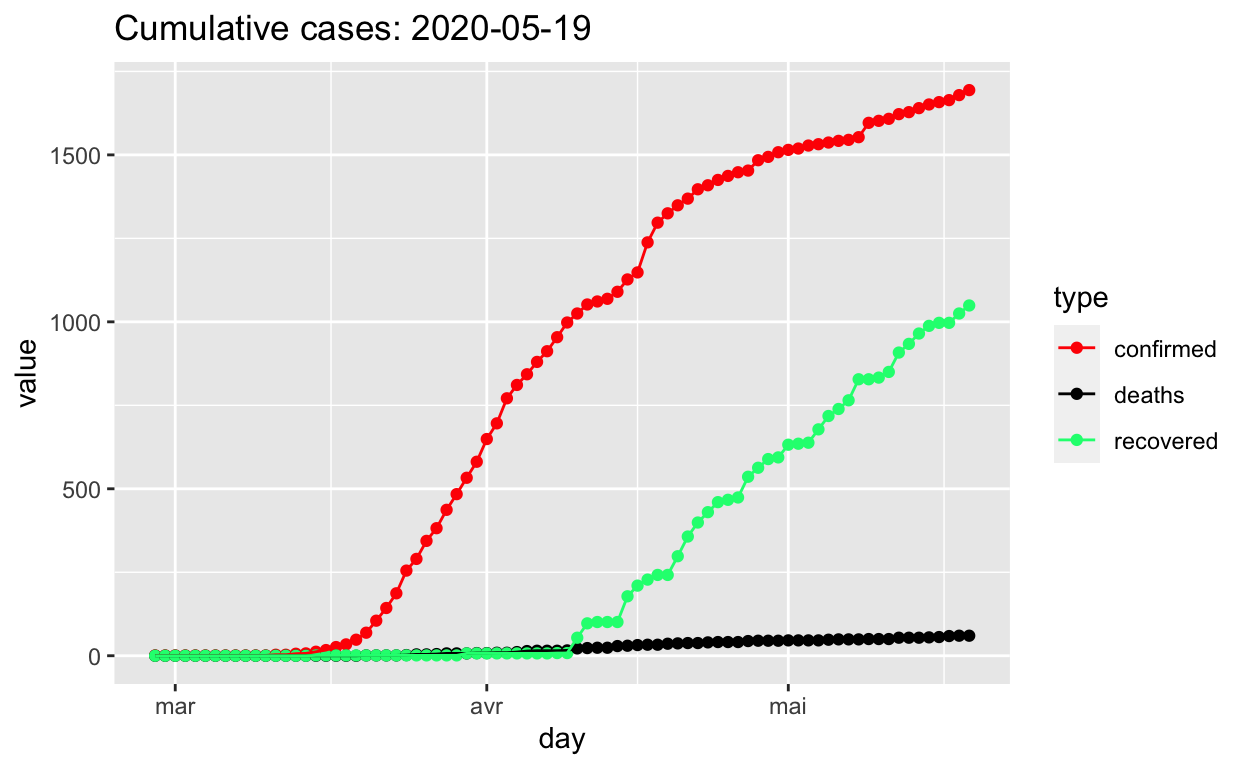 Cumulative cases: 2020-05-19
1500
1000
500
0
value
mar
avr
mai
day
type
confirmed
deaths
recovered